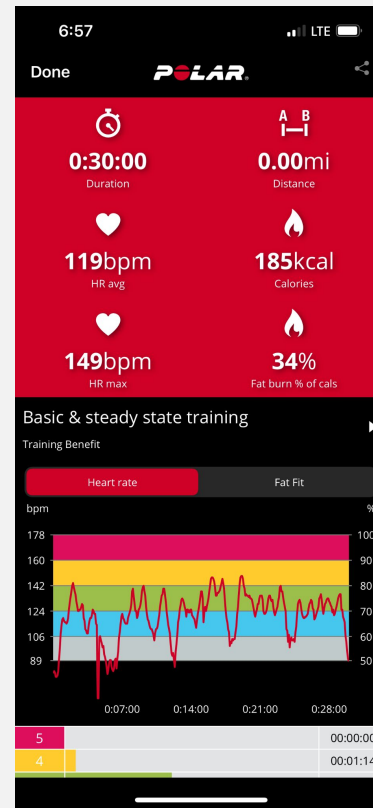 6:57 LTE
Done POLAR.
A B
0:30:00 0.00mi
Duration Distance
119bpm 185kcal
HR avg Calories
149bpm 34%
HR max Fat burn % of cals
Basic & steady state training
Training Benefit
Heart rate Fat Fit
bpm %
178 100
160 90
142 80
124 70
106 60
89 50
0:07:00 0:14:00 0:21:00 0:28:00
5 00:00:00
4 00:01:14